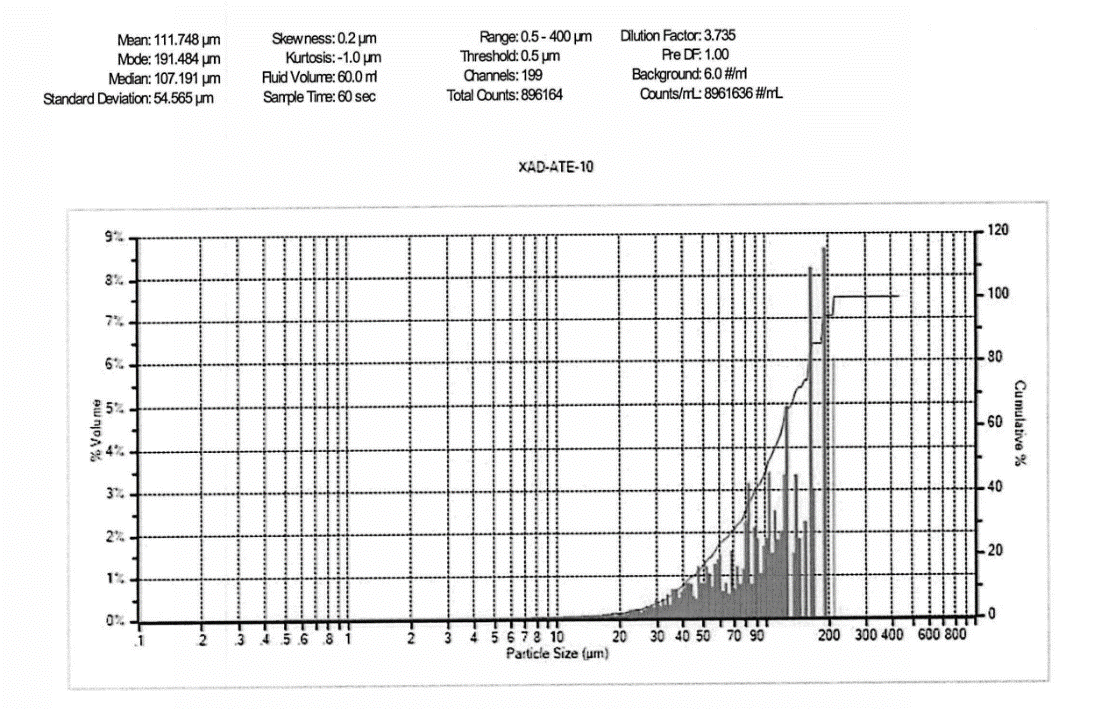 Mean: 111.748 µm Skewness: 0.2 µm Range: 0.5 - 400 µm Dilution Factor: 3.735
Mode: 191.484 µm Kurtosis: -1.0 µm Threshold: 0.5 µm Pre DF: 1.00
Median: 107.191 µm Fluid Volume: 60.0 ml Channels: 199 Background: 6.0 #/ml
Standard Deviation: 54.565 µm Sample Time: 60 sec Total Counts: 896164 Counts/mL: 8961636 #/mL
XAD-ATE-10
9% 120
8% 100
7%
6% 80
5% 60
4%
3% 40
2% 20
1%
0% 0
% Volume
Cumulative %
.1 .2 .3 .4 .5 .6 .8 1 2 3 4 5 6 7 8 10 20 30 40 50 70 90 200 300 400 600 800
Particle Size (µm)